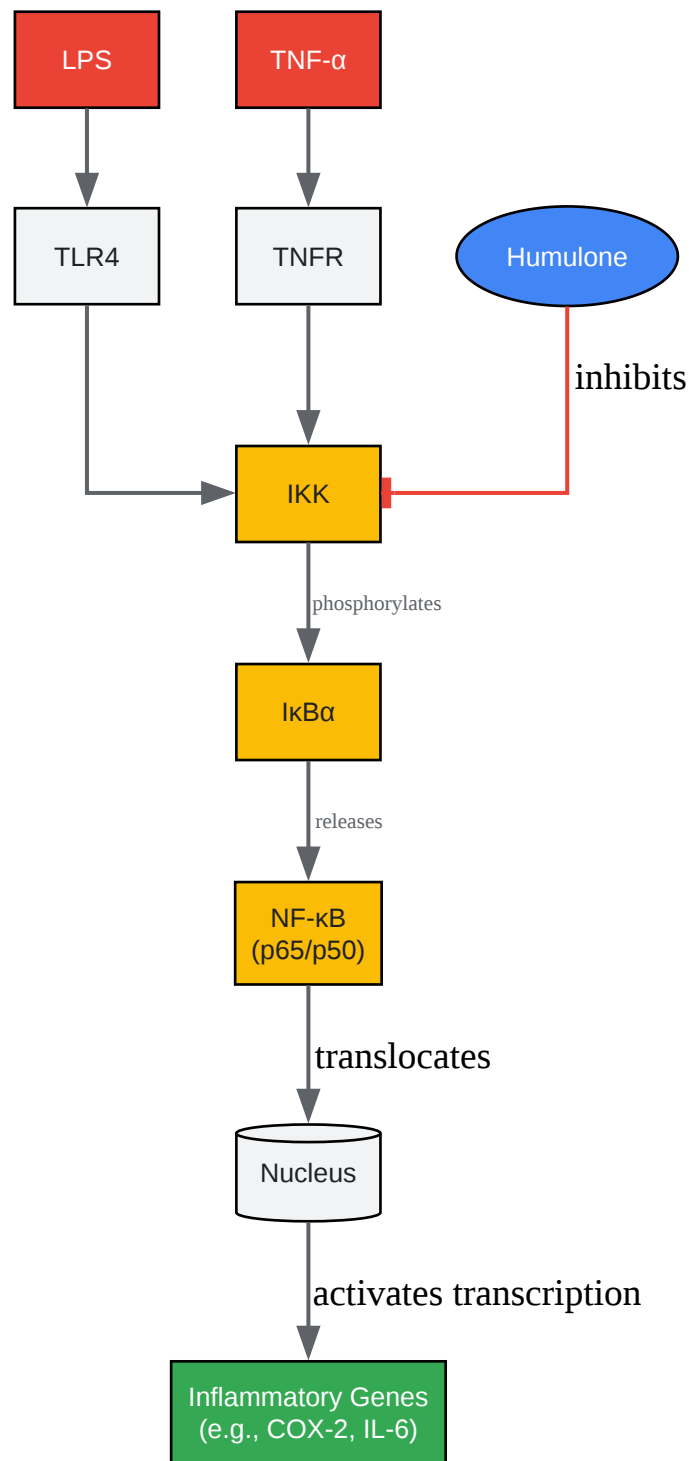 LPS
TNF-α
TLR4
TNFR
Humulone
inhibits
IKK
phosphorylates
IκBα
releases
NF-κB
(p65/p50)
translocates
Nucleus
activates transcription
Inflammatory Genes
(e.g., COX-2, IL-6)